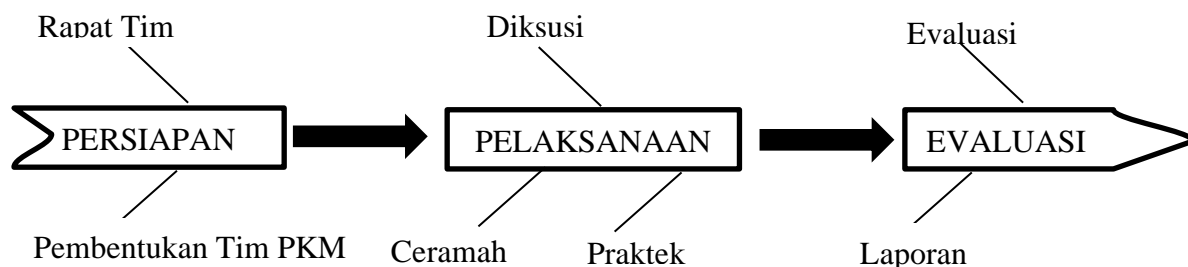 Rapat Tim
Diksusi
Evaluasi
PERSIAPAN
PELAKSANAAN
EVALUASI
Pembentukan Tim PKM
Ceramah
Praktek
Laporan